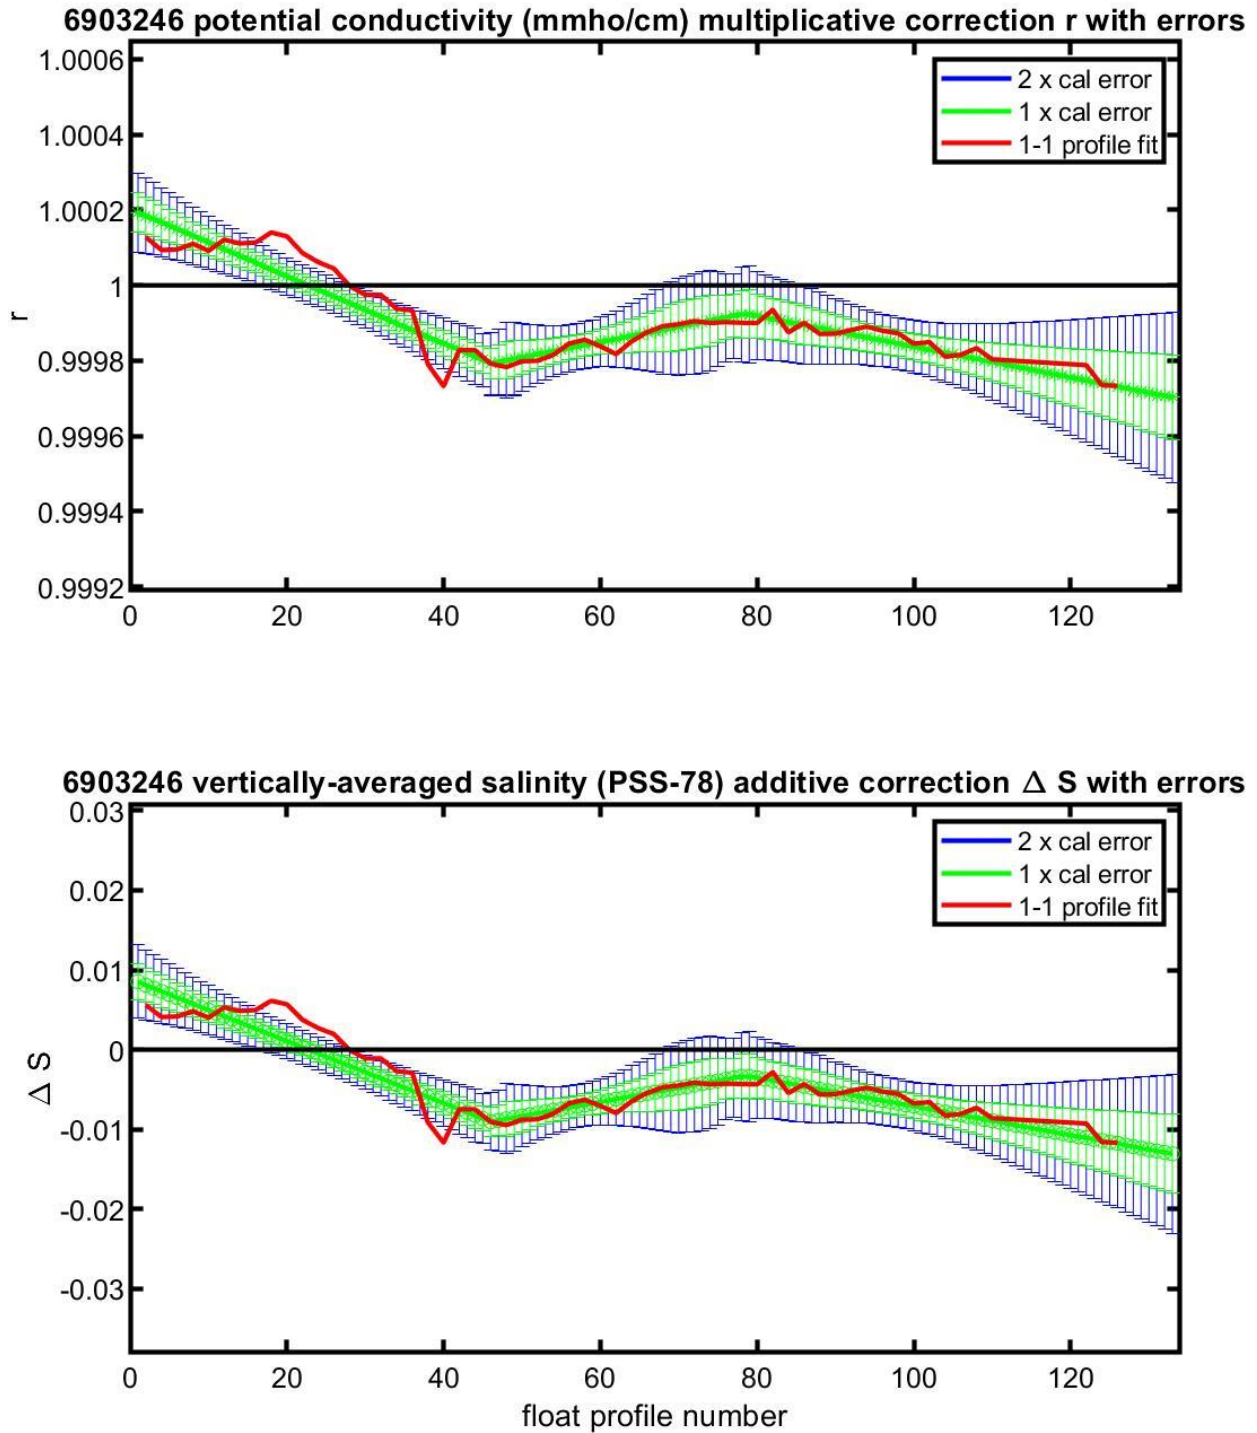 6903246 potential conductivity (mmho/cm) multiplicative correction r with errors
1.0006
1.0004
1.0002
1
0.9998
0.9996
0.9994
0.9992
r
2 x cal error
1 x cal error
1-1 profile fit
0 20 40 60 80 100 120
6903246 vertically-averaged salinity (PSS-78) additive correction Δ S with errors
0.03
0.02
0.01
0
-0.01
-0.02
-0.03
Δ S
2 x cal error
1 x cal error
1-1 profile fit
0 20 40 60 80 100 120
float profile number